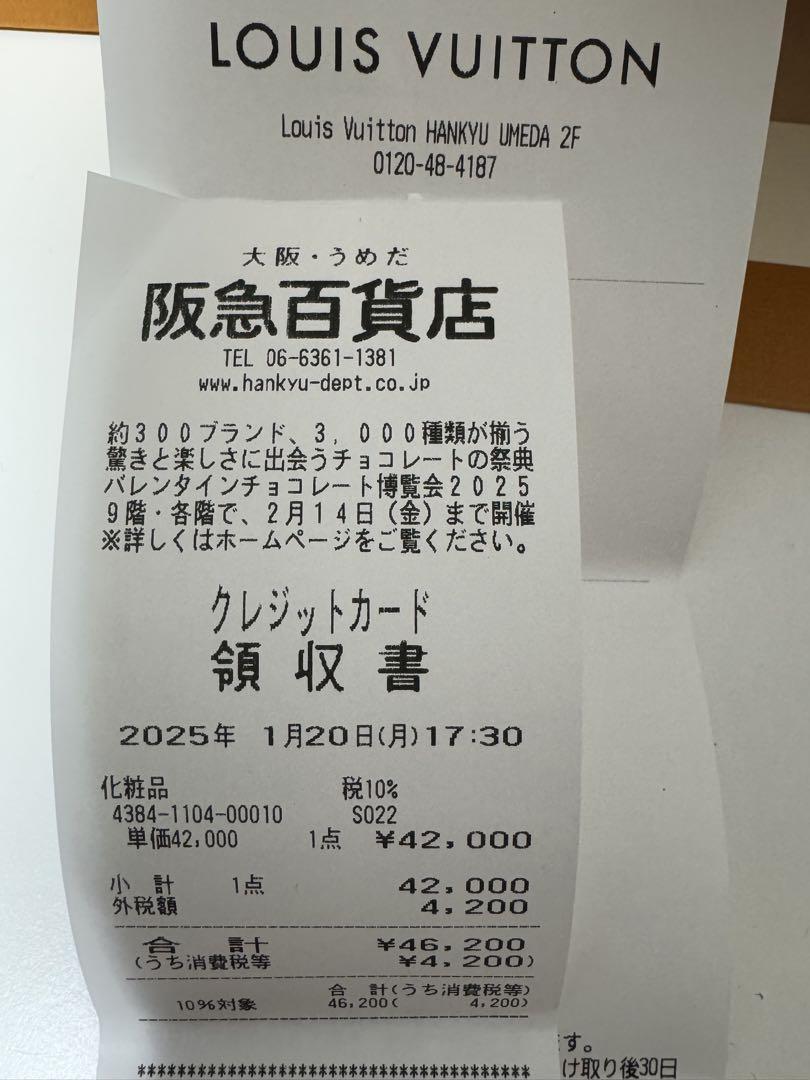 LOUIS VUITTON
Louis Vuitton HANKYU UMEDA 2F
0120-48-4187
大阪・うめだ
阪急百貨店
TEL 06-6361-1381
www.hankyu-dept.co.jp
約300ブランド、3,000種類が揃う
驚きと楽しさに出会うチョコレートの祭典
バレンタインチョコレート博覧会2025
9階・各階で、2月14日(金)まで開催
※詳しくはホームページをご覧ください。
クレジットカード
領収書
2025年 1月20日(月)17:30
化粧品 税10%
4384-1104-00010 S022
単価42,000 1点 ¥42,000
小 計 1点 42,000
外税額 4,200
合 計 ¥46,200
(うち消費税等 ¥4,200)
合 計(うち消費税等)
10%対象 46,200( 4,200)
***************************************
す。
け取り後30日